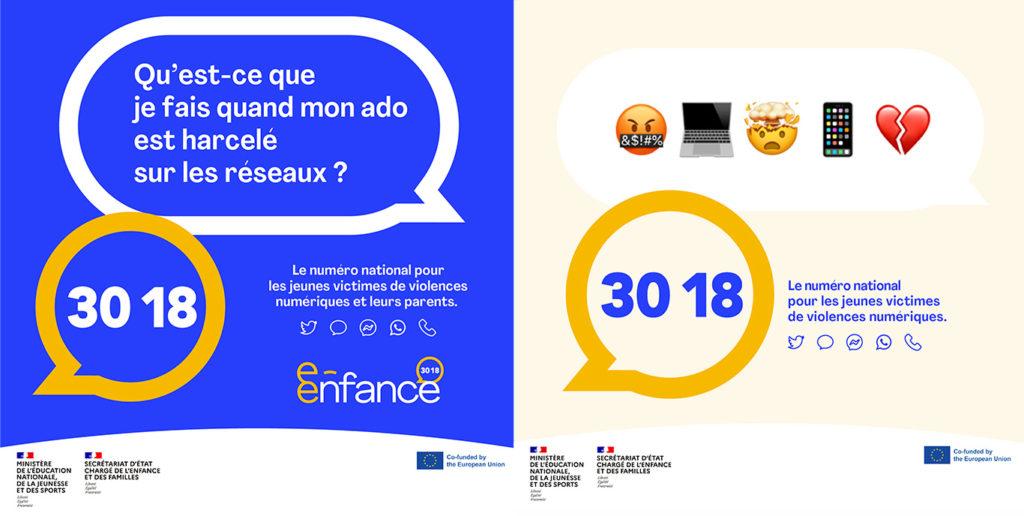 Qu'est-ce que
je fais quand mon ado
est harcelé
sur les réseaux ?
30 18
Le numéro national pour
les jeunes victimes de violences
numériques et leurs parents.
e-enfance
30 18
MINISTÈRE
DE L'ÉDUCATION
NATIONALE,
DE LA JEUNESSE
ET DES SPORTS
Liberté
Égalité
Fraternité
SECRÉTARIAT D'ÉTAT
CHARGÉ DE L'ENFANCE
ET DES FAMILLES
Liberté
Égalité
Fraternité
Co-funded by
the European Union
&$!#%
30 18
Le numéro national
pour les jeunes victimes
de violences numériques.
MINISTÈRE
DE L'ÉDUCATION
NATIONALE,
DE LA JEUNESSE
ET DES SPORTS
Liberté
Égalité
Fraternité
SECRÉTARIAT D'ÉTAT
CHARGÉ DE L'ENFANCE
ET DES FAMILLES
Liberté
Égalité
Fraternité
Co-funded by
the European Union